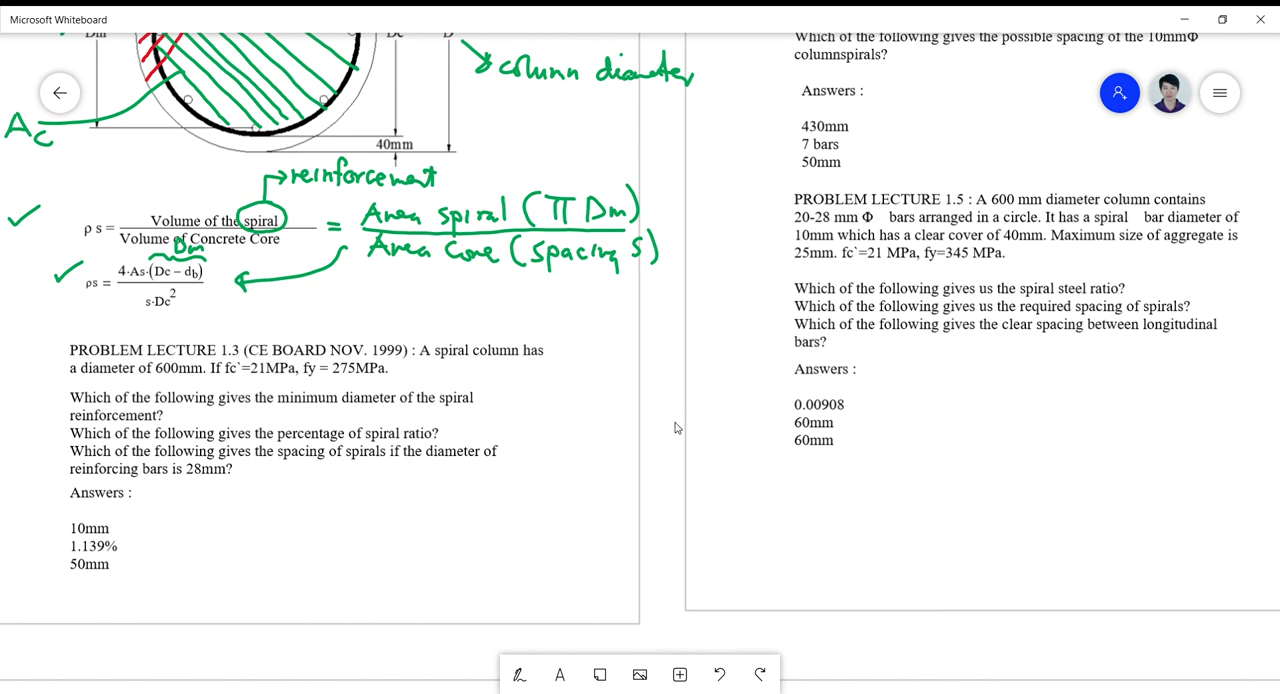 Microsoft Whiteboard
Dm
Dc
D
column diameter
Ac
40mm
reinforcement
ρ s = Volume of the spiral / Volume of Concrete Core = Area spiral (π Dm) / Area Core (spacing S)
Dm
ρs = 4·As·(Dc – db) / s·Dc²
PROBLEM LECTURE 1.3 (CE BOARD NOV. 1999) : A spiral column has
a diameter of 600mm. If fc`=21MPa, fy = 275MPa.
Which of the following gives the minimum diameter of the spiral
reinforcement?
Which of the following gives the percentage of spiral ratio?
Which of the following gives the spacing of spirals if the diameter of
reinforcing bars is 28mm?
Answers :
10mm
1.139%
50mm
Which of the following gives the possible spacing of the 10mmΦ
columnspirals?
Answers :
430mm
7 bars
50mm
PROBLEM LECTURE 1.5 : A 600 mm diameter column contains
20-28 mm Φ bars arranged in a circle. It has a spiral bar diameter of
10mm which has a clear cover of 40mm. Maximum size of aggregate is
25mm. fc`=21 MPa, fy=345 MPa.
Which of the following gives us the spiral steel ratio?
Which of the following gives us the required spacing of spirals?
Which of the following gives the clear spacing between longitudinal
bars?
Answers :
0.00908
60mm
60mm